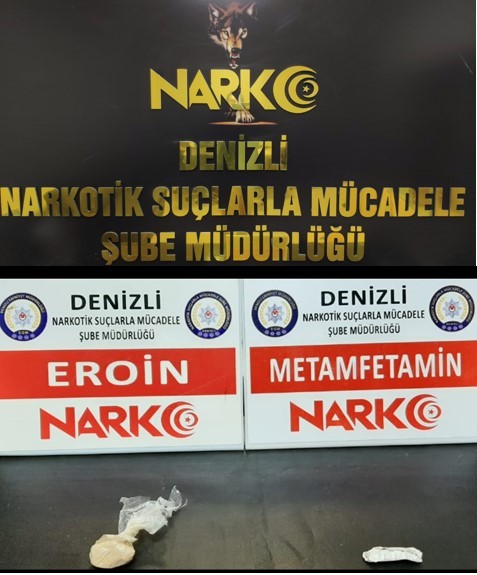 NARKO
DENİZLİ
NARKOTİK SUÇLARLA MÜCADELE
ŞUBE MÜDÜRLÜĞÜ
DENİZLİ
NARKOTİK SUÇLARLA MÜCADELE
ŞUBE MÜDÜRLÜĞÜ
EROİN
NARKO
DENİZLİ
NARKOTİK SUÇLARLA MÜCADELE
ŞUBE MÜDÜRLÜĞÜ
METAMFETAMİN
NARKO